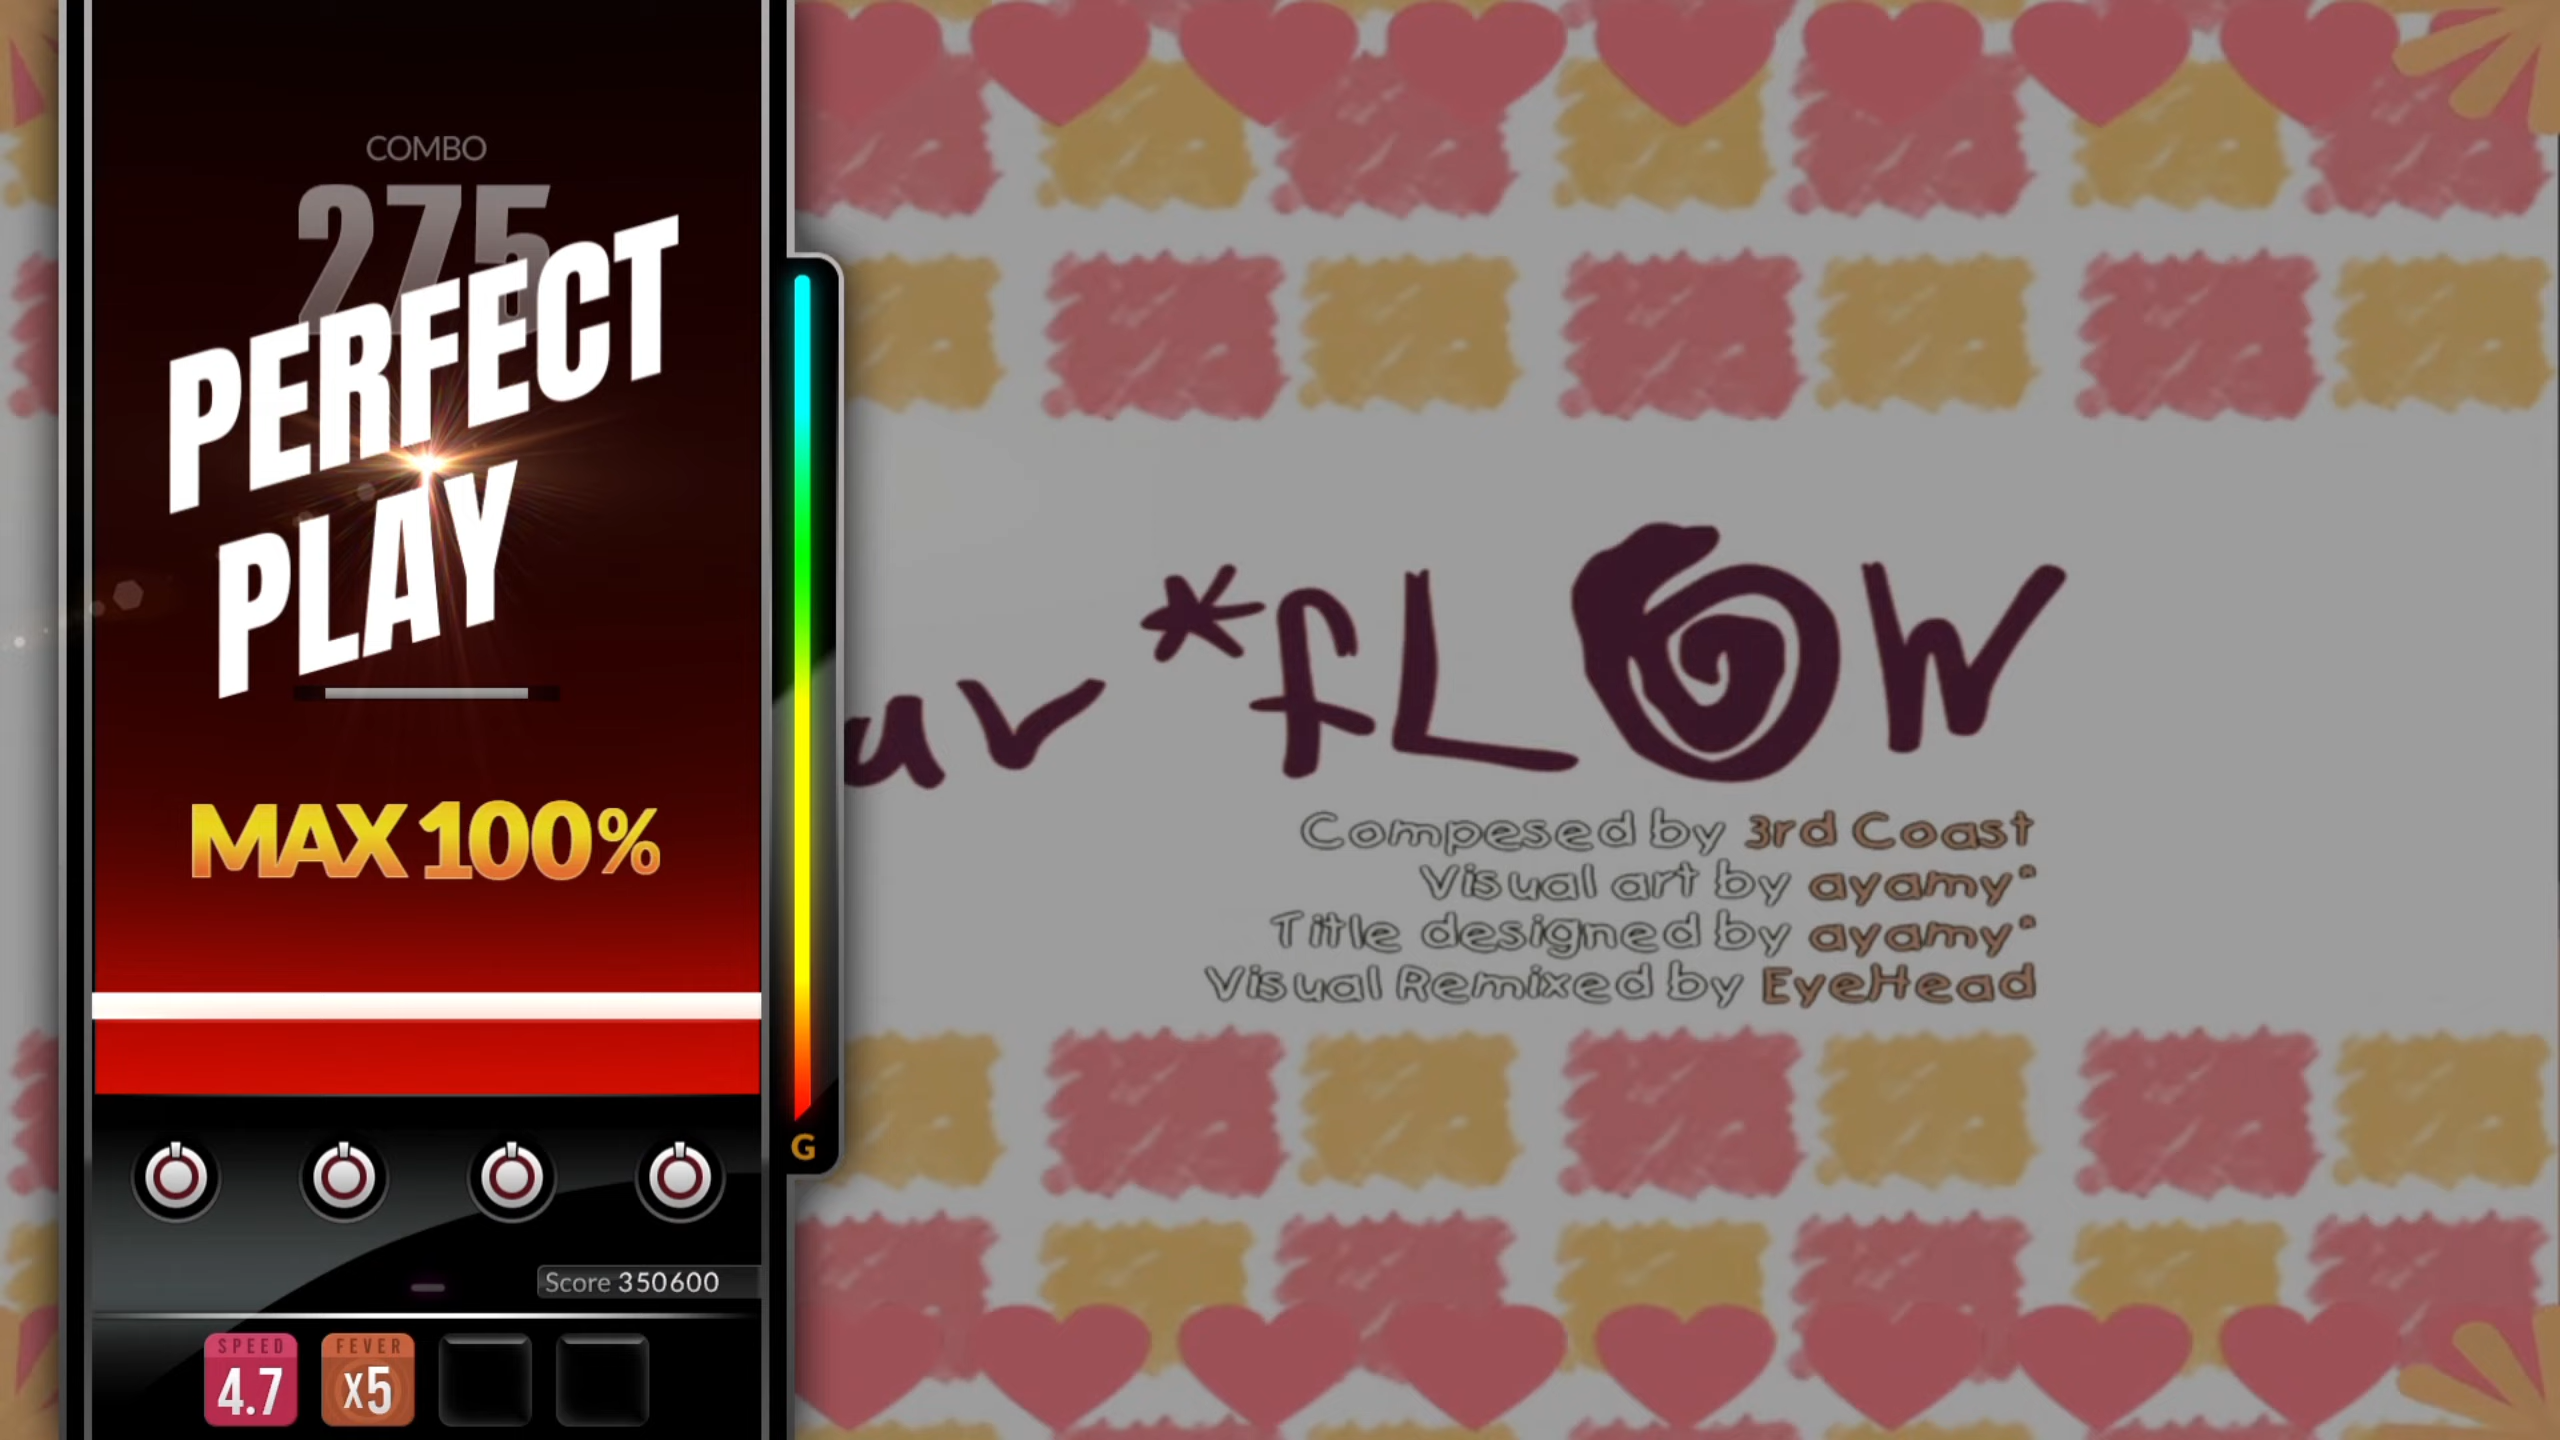 COMBO
275
PERFECT
PLAY
MAX 100%
G
Score 350600
SPEED
4.7
FEVER
x5
ar *fLOW
Compesed by 3rd Coast
Visual art by ayamy*
Title designed by ayamy*
Visual Remixed by EyeHead